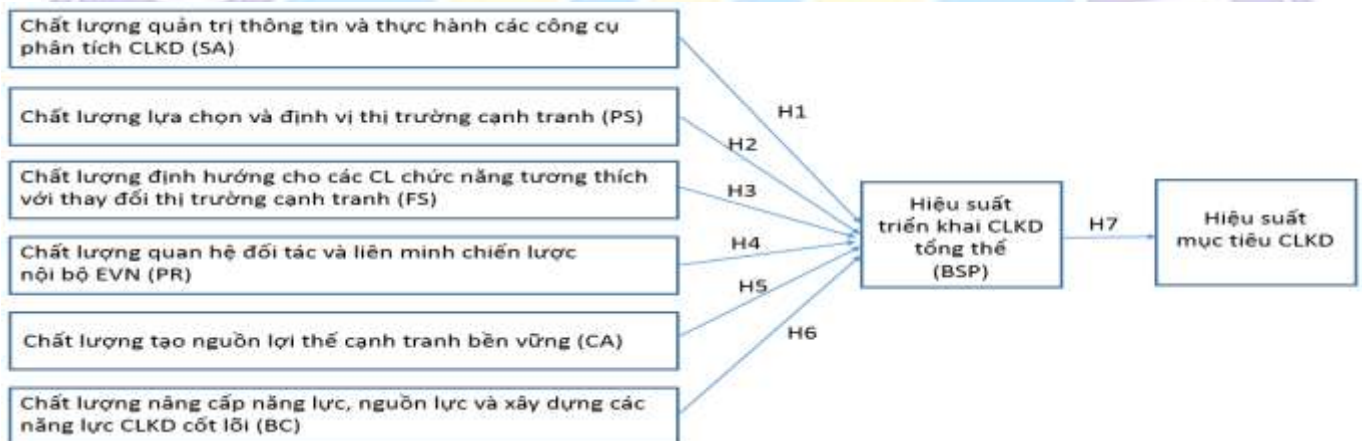 Chất lượng quản trị thông tin và thực hành các công cụ
phân tích CLKD (SA)
Chất lượng lựa chọn và định vị thị trường cạnh tranh (PS)
Chất lượng định hướng cho các CL chức năng tương thích
với thay đổi thị trường cạnh tranh (FS)
Chất lượng quan hệ đối tác và liên minh chiến lược
nội bộ EVN (PR)
Chất lượng tạo nguồn lợi thế cạnh tranh bền vững (CA)
Chất lượng nâng cấp năng lực, nguồn lực và xây dựng các
năng lực CLKD cốt lõi (BC)
H1
H2
H3
H4
H5
H6
Hiệu suất
triển khai CLKD
tổng thể
(BSP)
H7
Hiệu suất
mục tiêu CLKD